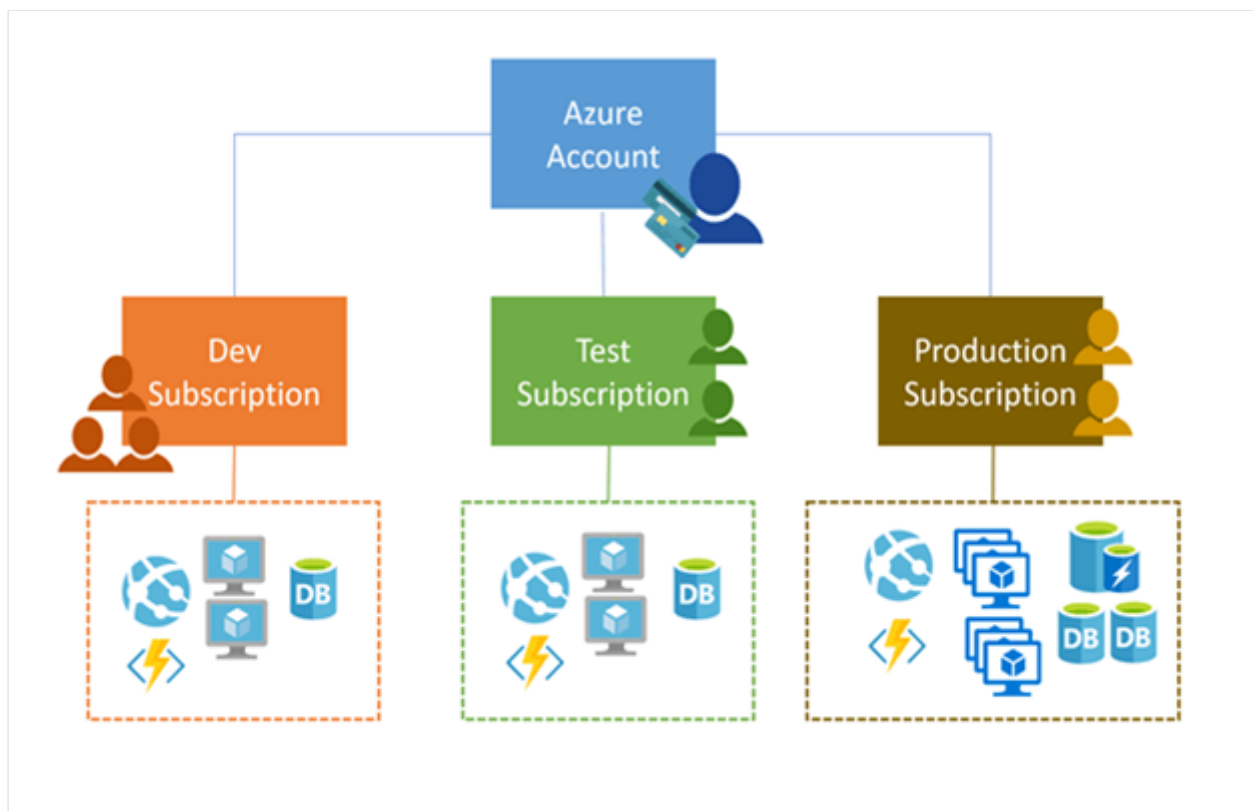 Azure
Account
Dev
Subscription
Test
Subscription
Production
Subscription
DB
DB
DB
DB